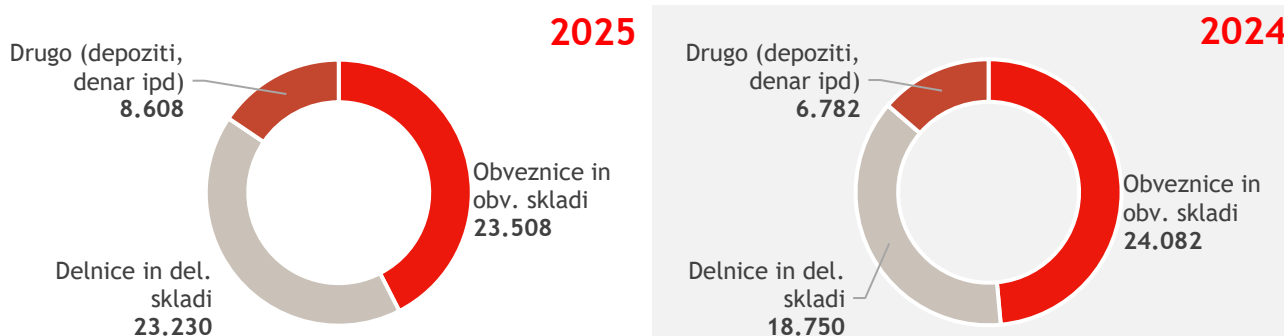 2025
Drugo (depoziti,
denar ipd)
8.608
Obveznice in
obv. skladi
23.508
Delnice in del.
skladi
23.230
2024
Drugo (depoziti,
denar ipd)
6.782
Obveznice in
obv. skladi
24.082
Delnice in del.
skladi
18.750